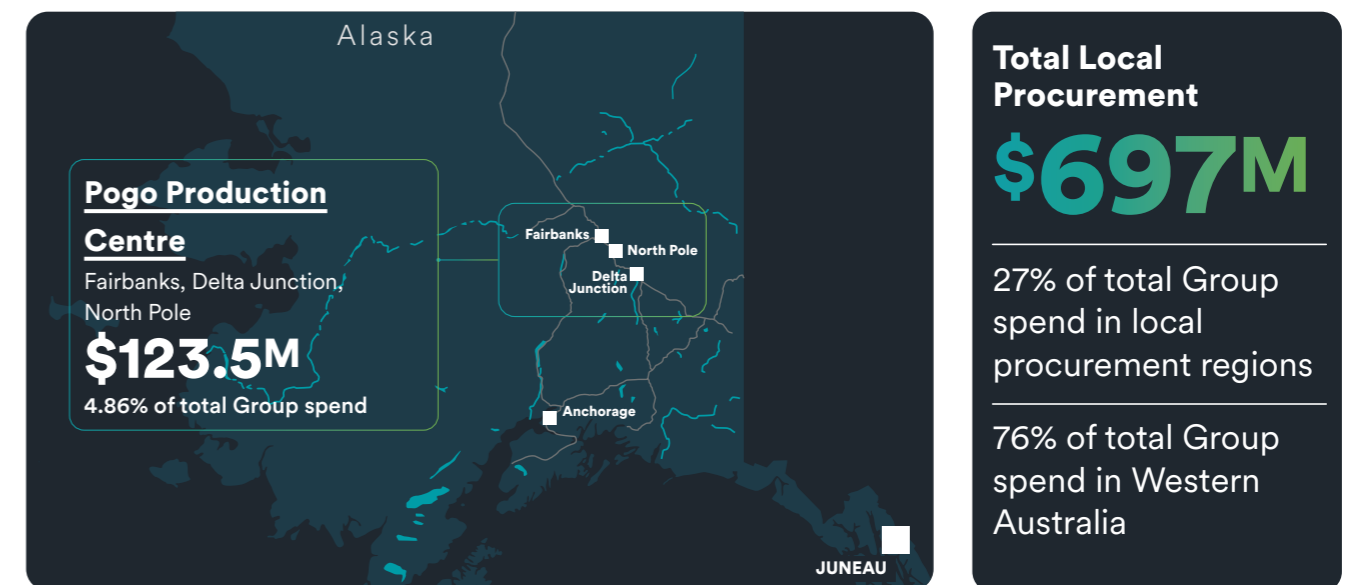 Alaska
Pogo Production
Centre
Fairbanks, Delta Junction,
North Pole
$123.5M
4.86% of total Group spend
Fairbanks
North Pole
Delta
Junction
Anchorage
JUNEAU
Total Local
Procurement
$697M
27% of total Group
spend in local
procurement regions
76% of total Group
spend in Western
Australia